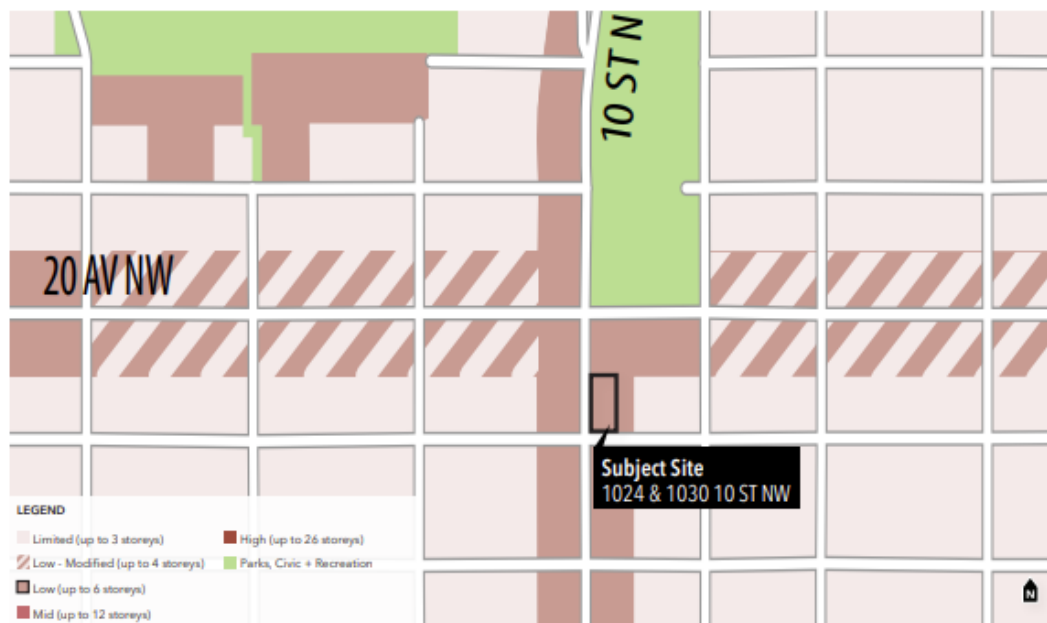 10 ST N
20 AV NW
Subject Site
1024 & 1030 10 ST NW
LEGEND
Limited (up to 3 storeys)
Low - Modified (up to 4 storeys)
Low (up to 6 storeys)
Mid (up to 12 storeys)
High (up to 26 storeys)
Parks, Civic + Recreation
N